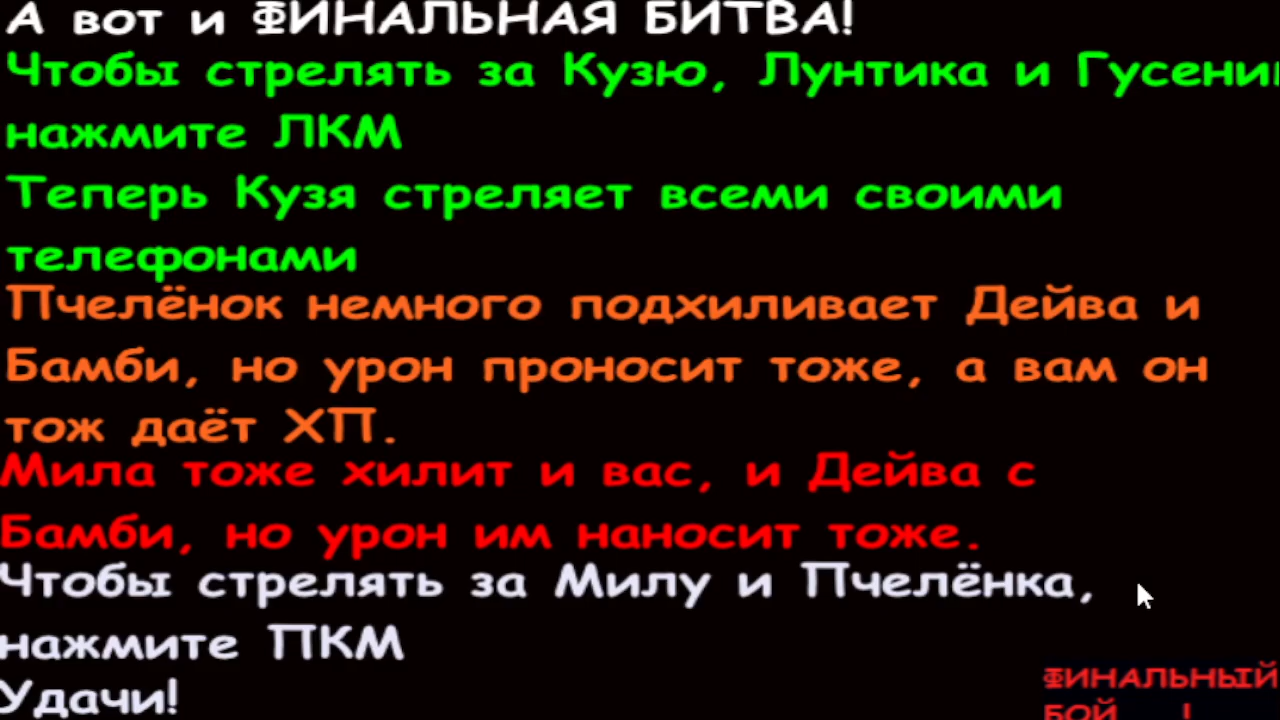 А вот и ФИНАЛЬНАЯ БИТВА!
Чтобы стрелять за Кузю, Лунтика и Гусени
нажмите ЛКМ
Теперь Кузя стреляет всеми своими
телефонами
Пчелёнок немного подхиливает Дейва и
Бамби, но урон проносит тоже, а вам он
тож даёт ХП.
Мила тоже хилит и вас, и Дейва с
Бамби, но урон им наносит тоже.
Чтобы стрелять за Милу и Пчелёнка,
нажмите ПКМ
Удачи!
ФИНАЛЬНЫЙ
БОЙ !